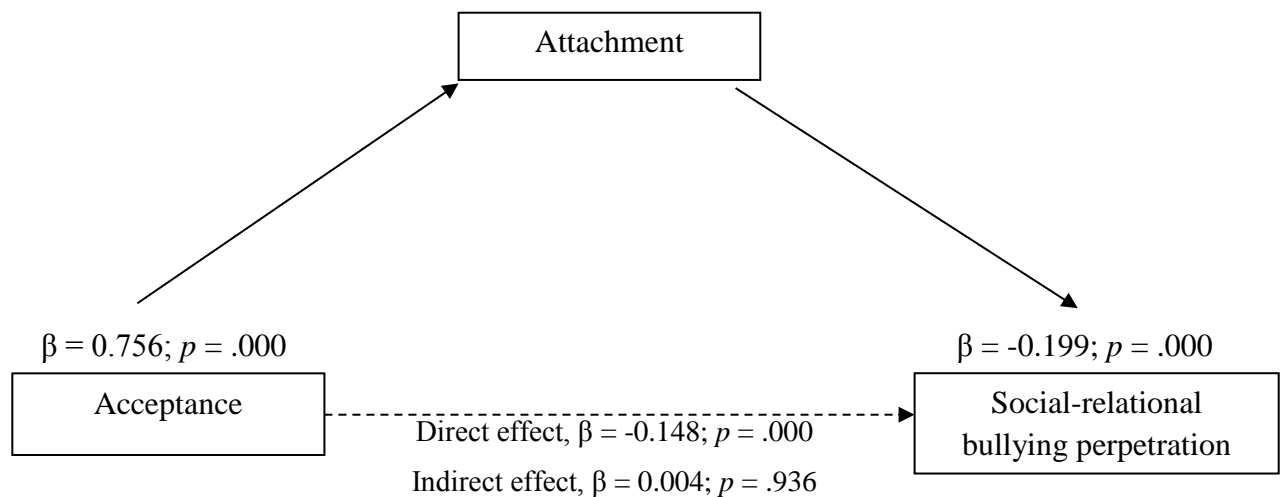 Attachment
β = 0.756; p = .000
β = -0.199; p = .000
Acceptance
Social-relational
bullying perpetration
Direct effect, β = -0.148; p = .000
Indirect effect, β = 0.004; p = .936